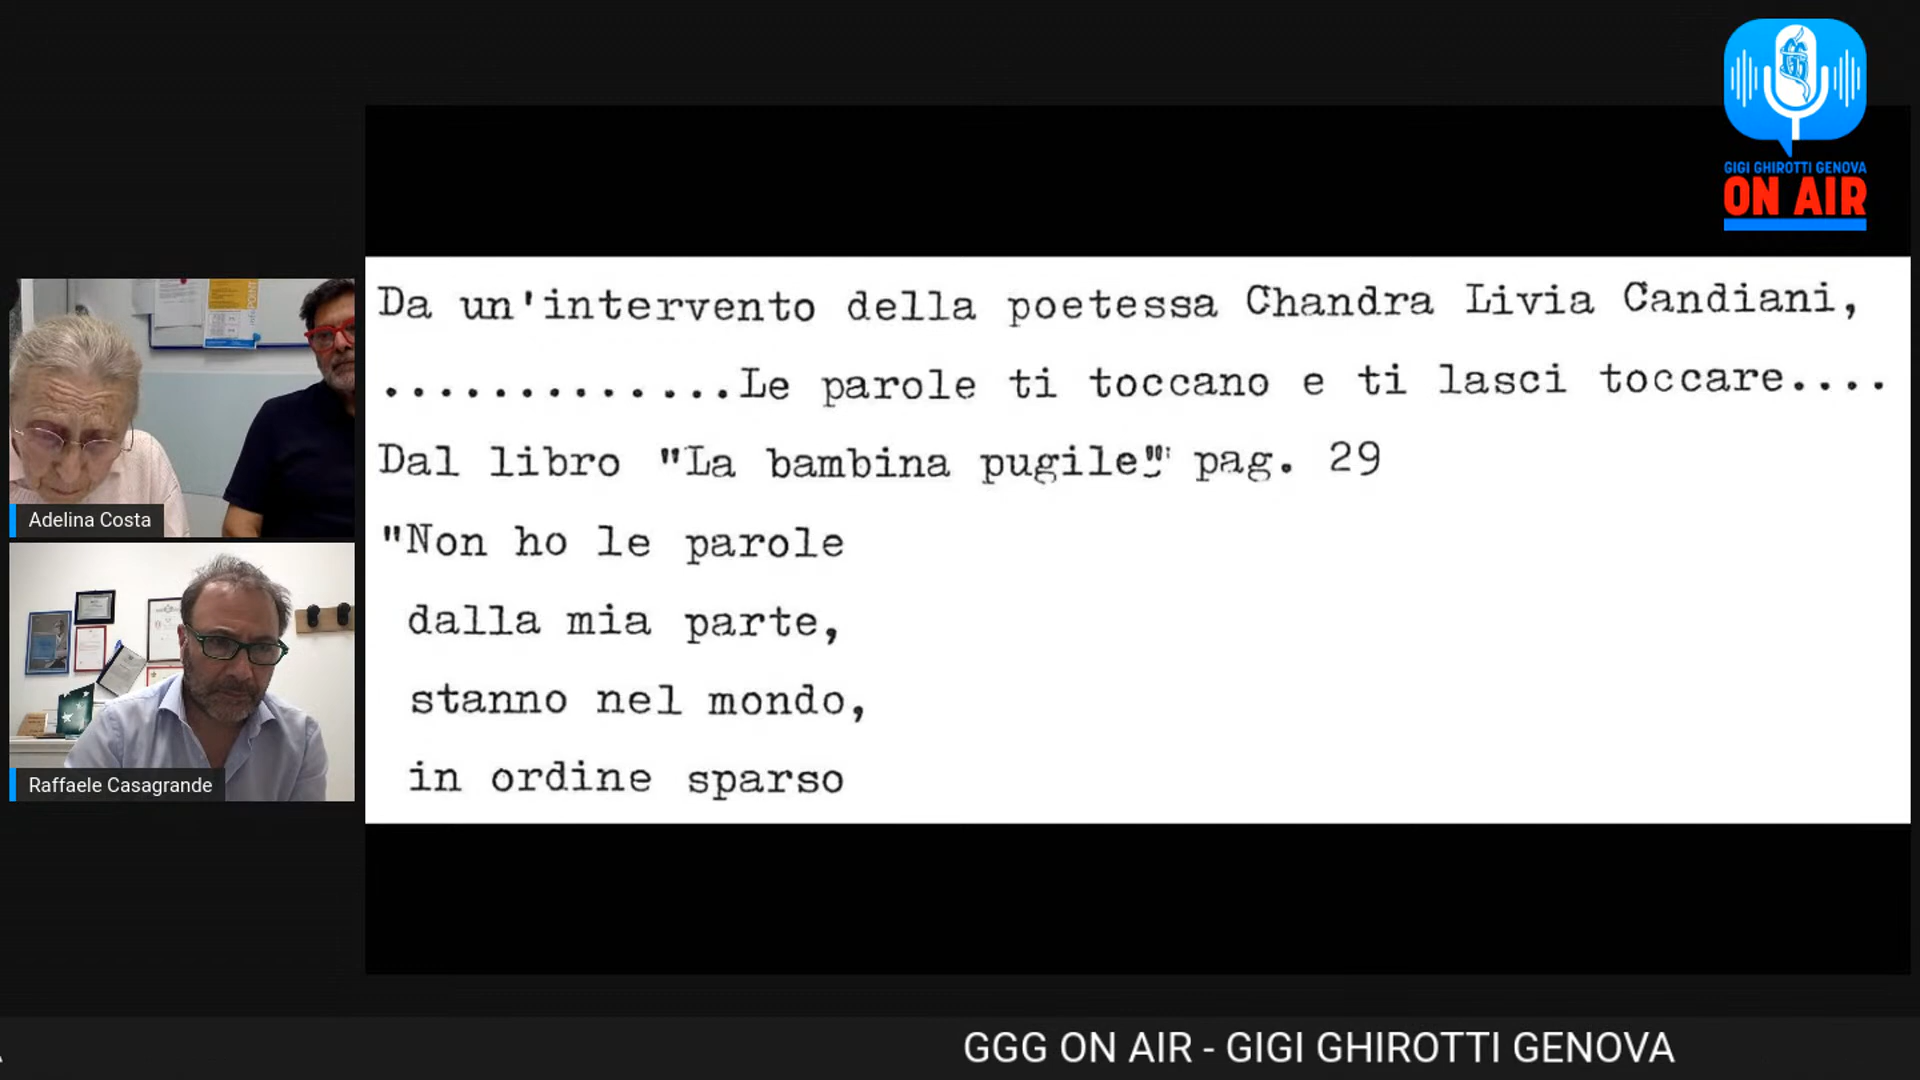 GIGI GHIROTTI GENOVA
ON AIR
Da un'intervento della poetessa Chandra Livia Candiani,
.............Le parole ti toccano e ti lasci toccare....
Dal libro "La bambina pugile" pag. 29
"Non ho le parole
dalla mia parte,
stanno nel mondo,
in ordine sparso
Adelina Costa
Raffaele Casagrande
GGG ON AIR - GIGI GHIROTTI GENOVA